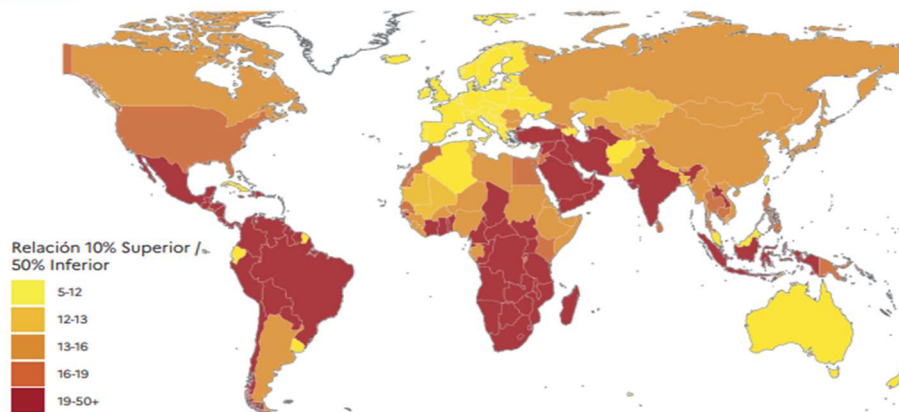 Relación 10% Superior /
50% Inferior
5-12
12-13
13-16
16-19
19-50+